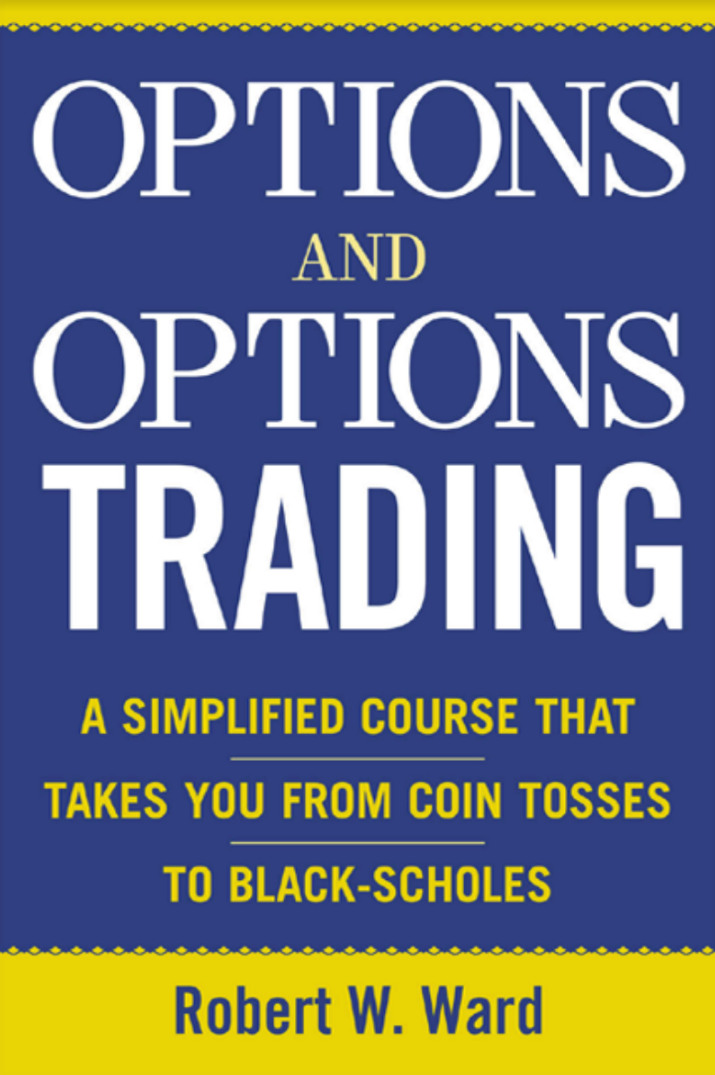 OPTIONS
AND
OPTIONS
TRADING
A SIMPLIFIED COURSE THAT
TAKES YOU FROM COIN TOSSES
TO BLACK-SCHOLES
Robert W. Ward